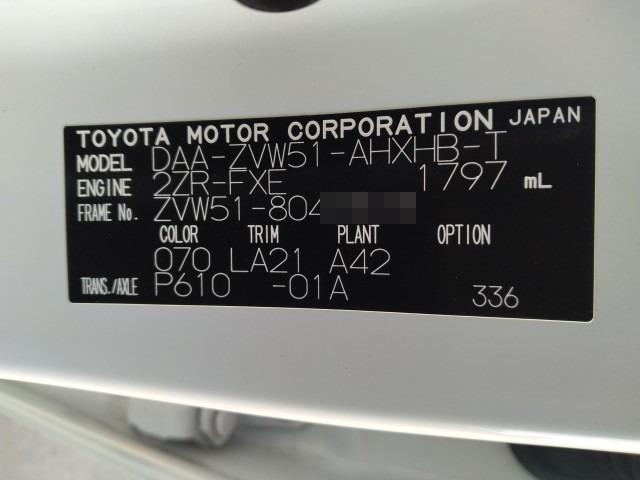 TOYOTA MOTOR CORPORATION JAPAN
MODEL DAA-ZVW51-AHXHB-T
ENGINE 2ZR-FXE 1797 mL
FRAME No. ZVW51-804
COLOR TRIM PLANT OPTION
070 LA21 A42
TRANS./AXLE P610 -01A 336